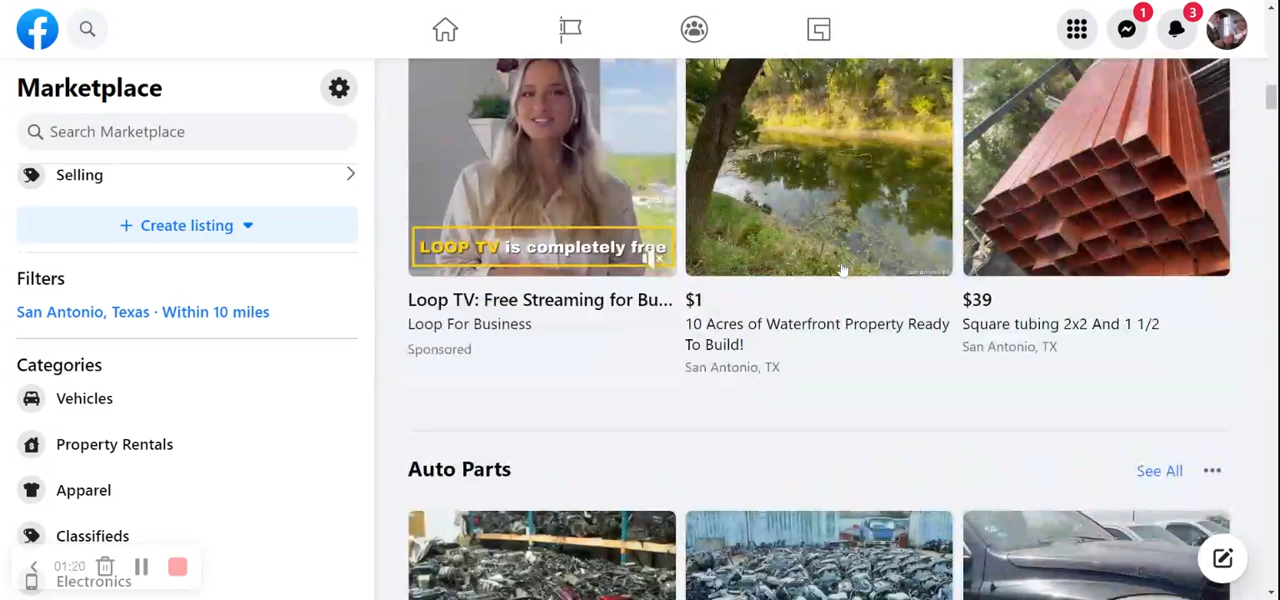 1
3
Marketplace
Search Marketplace
Selling
+ Create listing
Filters
San Antonio, Texas · Within 10 miles
Categories
Vehicles
Property Rentals
Apparel
Classifieds
01:20
Electronics
LOOP TV is completely free
Loop TV: Free Streaming for Bu...
Loop For Business
Sponsored
$1
10 Acres of Waterfront Property Ready
To Build!
San Antonio, TX
$39
Square tubing 2x2 And 1 1/2
San Antonio, TX
Auto Parts
See All